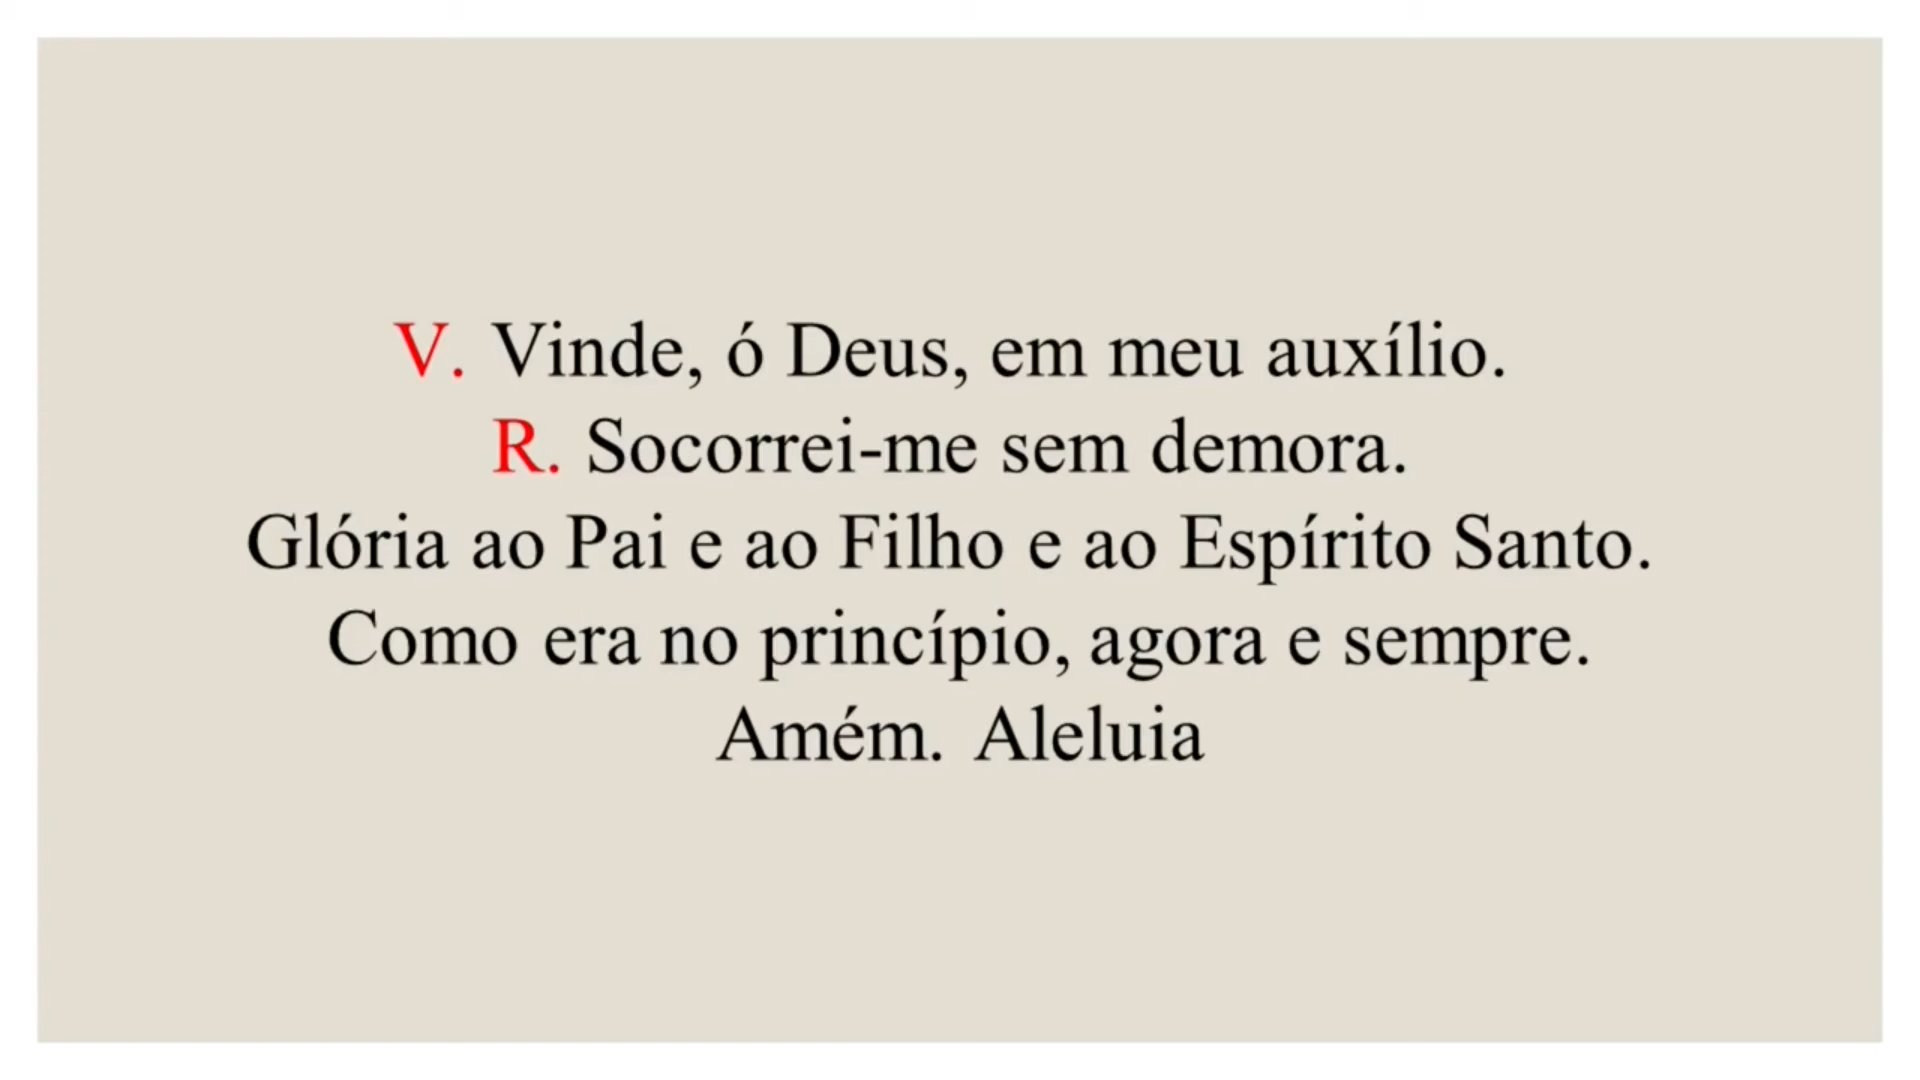 V. Vinde, ó Deus, em meu auxílio.
R. Socorrei-me sem demora.
Glória ao Pai e ao Filho e ao Espírito Santo.
Como era no princípio, agora e sempre.
Amém. Aleluia